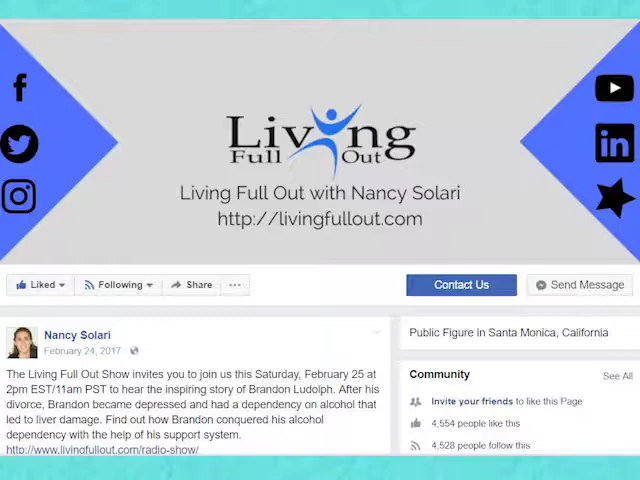 Living
Full Out
Living Full Out with Nancy Solari
http://livingfullout.com
Liked Following Share ...
Contact Us Send Message
Nancy Solari
February 24, 2017
The Living Full Out Show invites you to join us this Saturday, February 25 at
2pm EST/11am PST to hear the inspiring story of Brandon Ludolph. After his
divorce, Brandon became depressed and had a dependency on alcohol that
led to liver damage. Find out how Brandon conquered his alcohol
dependency with the help of his support system.
http://www.livingfullout.com/radio-show/
Public Figure in Santa Monica, California
Community See All
Invite your friends to like this Page
4,554 people like this
4,528 people follow this